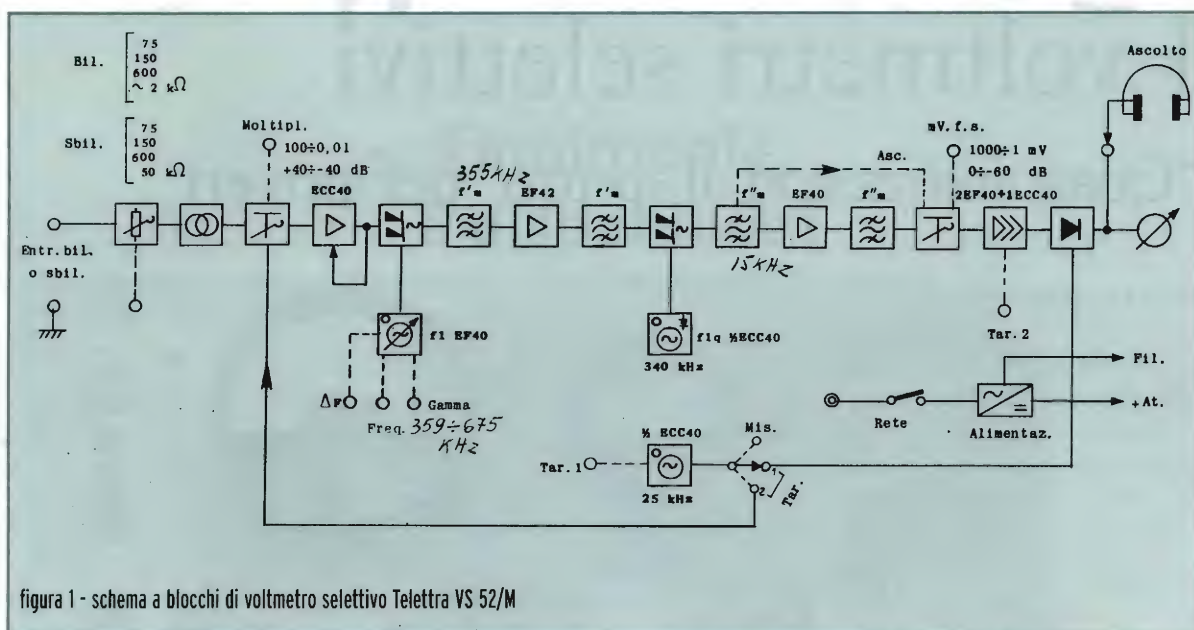 Bil.
75
150
600
~ 2 kΩ
Sbil.
75
150
600
50 kΩ
Entr.bil.
o sbil.
Moltipl.
100÷0,01
+40÷-40 dB
ECC40
355KHz
f'm
EF42
f'm
f"m
15KHz
EF40
f"m
Asc.
mV.f.s.
1000÷1 mV
0÷-60 dB
2EF40+1ECC40
Ascolto
f1 EF40
ΔF
Gamma
Freq. 359÷675
KHz
f1q ½ECC40
340 kHz
Tar.2
Fil.
+At.
Rete
Alimentaz.
Tar.1
½ ECC40
25 kHz
Mis.
1
2
Tar.
figura 1 - schema a blocchi di voltmetro selettivo Telettra VS 52/M